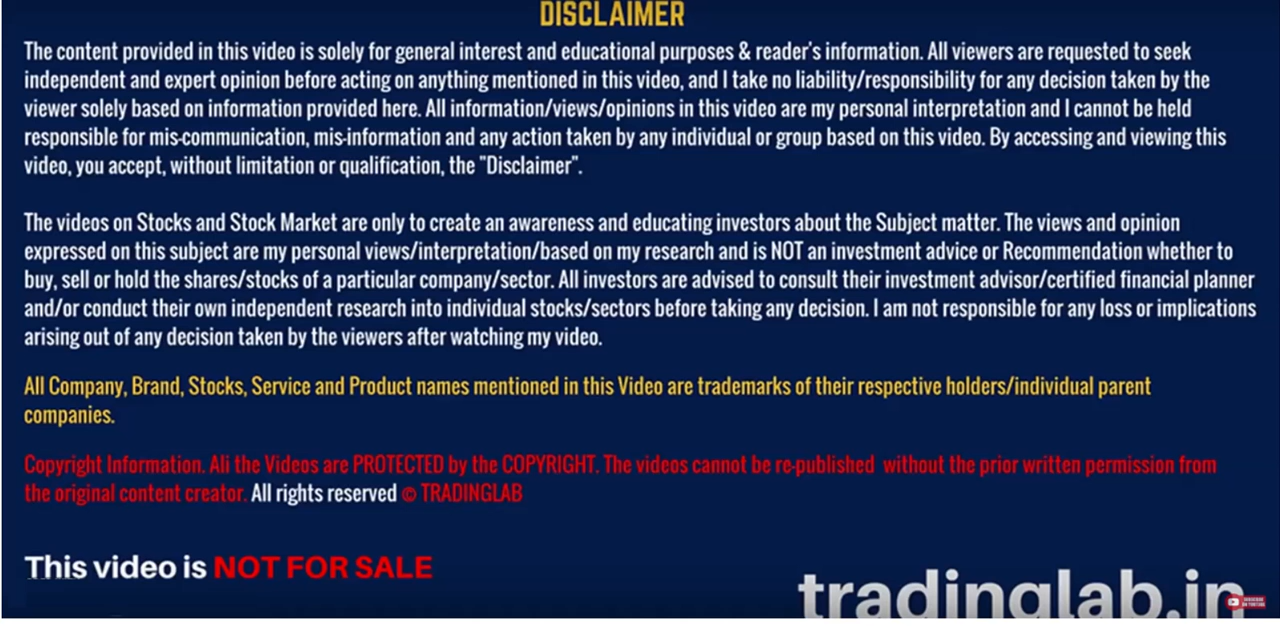 DISCLAIMER
The content provided in this video is solely for general interest and educational purposes & reader's information. All viewers are requested to seek
independent and expert opinion before acting on anything mentioned in this video, and I take no liability/responsibility for any decision taken by the
viewer solely based on information provided here. All information/views/opinions in this video are my personal interpretation and I cannot be held
responsible for mis-communication, mis-information and any action taken by any individual or group based on this video. By accessing and viewing this
video, you accept, without limitation or qualification, the "Disclaimer".
The videos on Stocks and Stock Market are only to create an awareness and educating investors about the Subject matter. The views and opinion
expressed on this subject are my personal views/interpretation/based on my research and is NOT an investment advice or Recommendation whether to
buy, sell or hold the shares/stocks of a particular company/sector. All investors are advised to consult their investment advisor/certified financial planner
and/or conduct their own independent research into individual stocks/sectors before taking any decision. I am not responsible for any loss or implications
arising out of any decision taken by the viewers after watching my video.
All Company, Brand, Stocks, Service and Product names mentioned in this Video are trademarks of their respective holders/individual parent
companies.
Copyright Information. Ali the Videos are PROTECTED by the COPYRIGHT. The videos cannot be re-published without the prior written permission from
the original content creator. All rights reserved © TRADINGLAB
This video is NOT FOR SALE
tradinglab.in
SUBSCRIBE
ON YOUTUBE